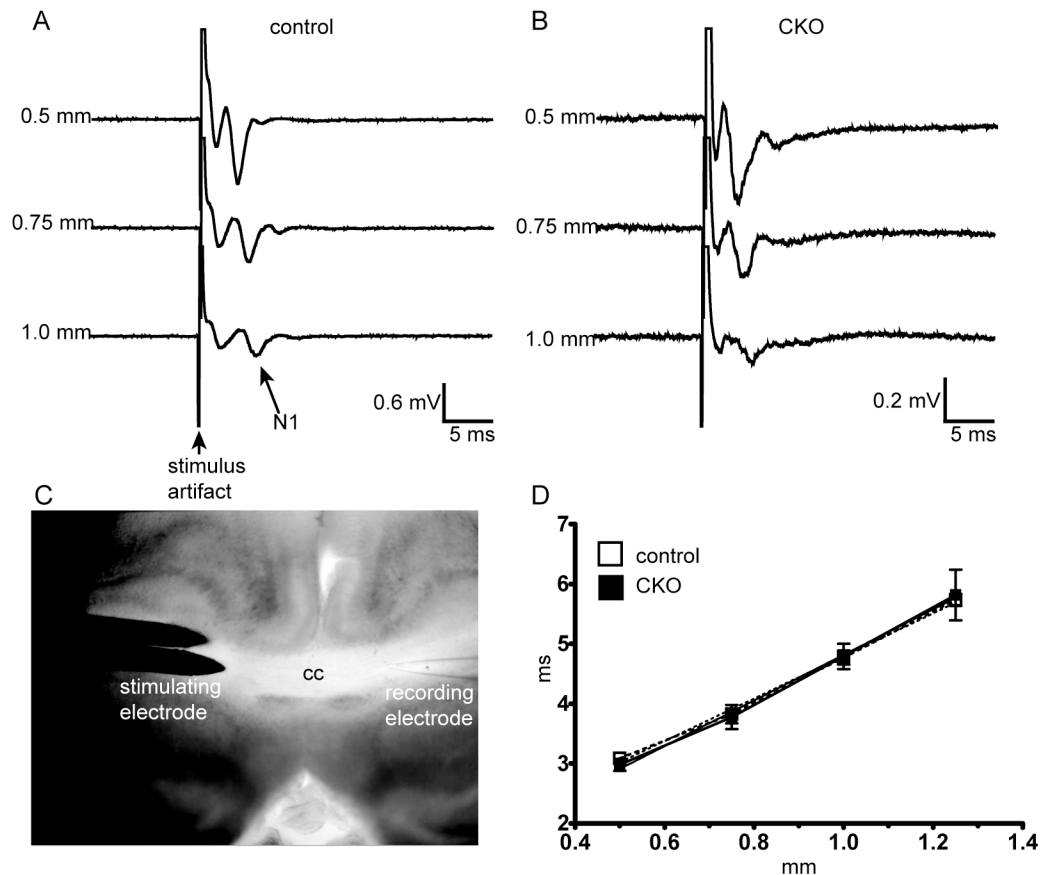 A
control
0.5 mm
0.75 mm
1.0 mm
N1
0.6 mV
5 ms
stimulus
artifact
B
CKO
0.5 mm
0.75 mm
1.0 mm
0.2 mV
5 ms
C
cc
stimulating
electrode
recording
electrode
D
7
6
5
4
3
2
ms
control
CKO
0.4
0.6
0.8
1.0
1.2
1.4
mm